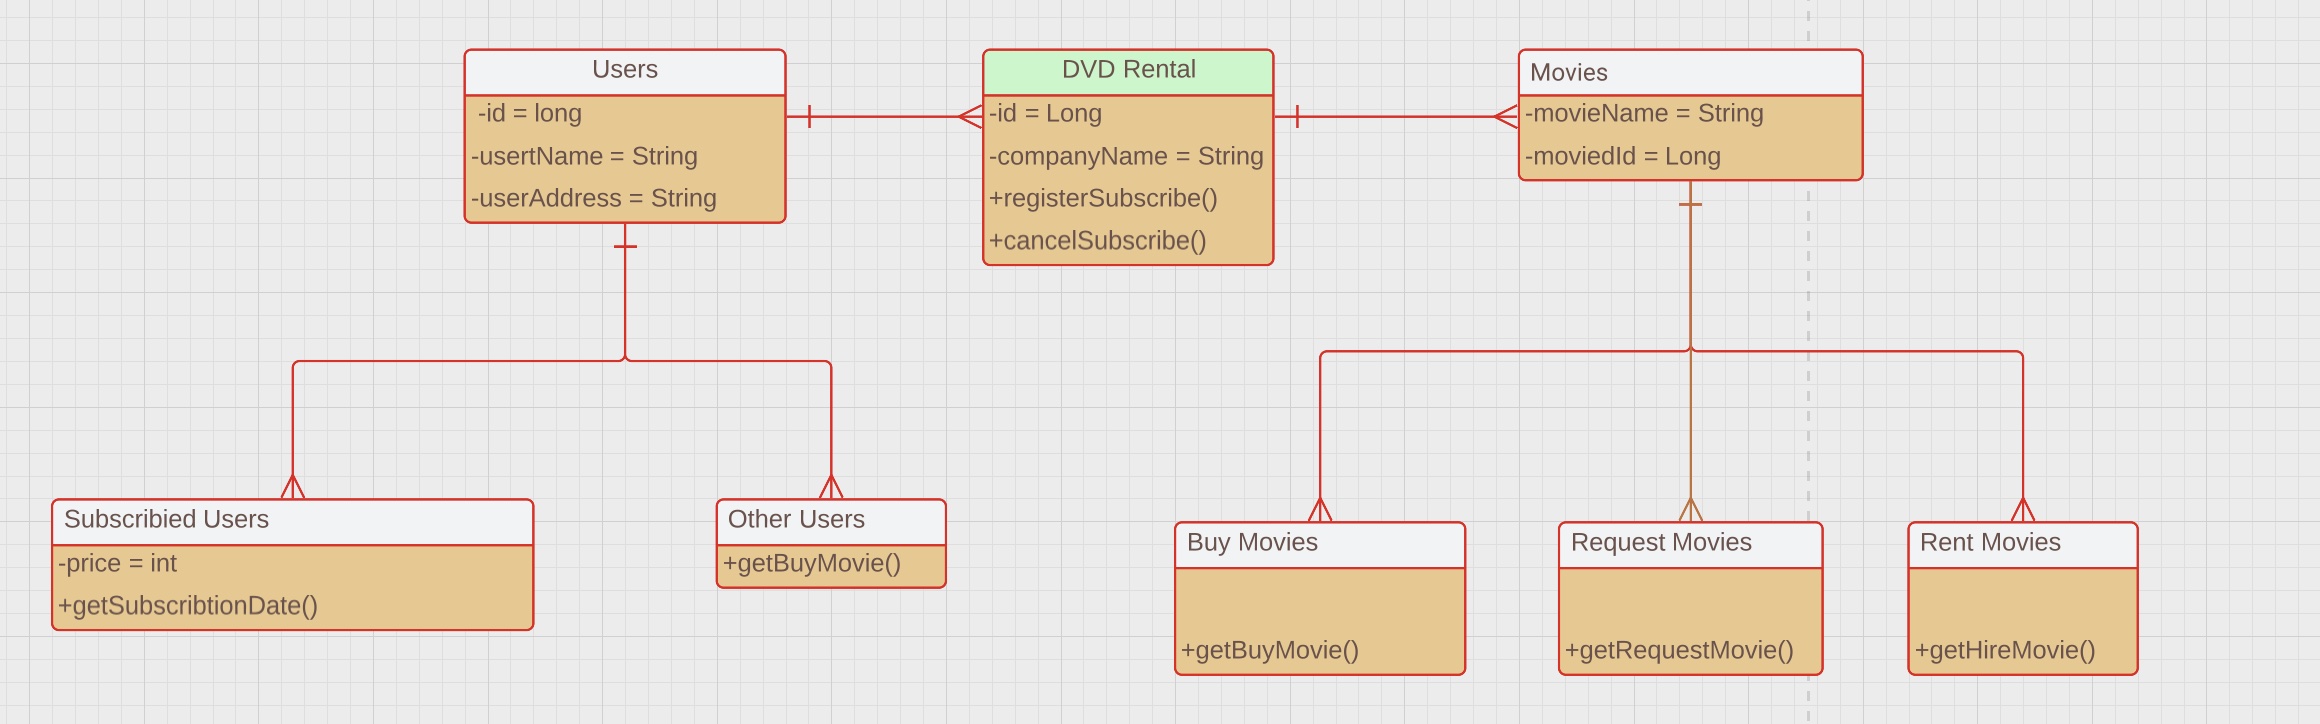 Users
-id = long
-usertName = String
-userAddress = String
DVD Rental
-id = Long
-companyName = String
+registerSubscribe()
+cancelSubscribe()
Movies
-movieName = String
-moviedId = Long
Subscribied Users
-price = int
+getSubscribtionDate()
Other Users
+getBuyMovie()
Buy Movies
+getBuyMovie()
Request Movies
+getRequestMovie()
Rent Movies
+getHireMovie()